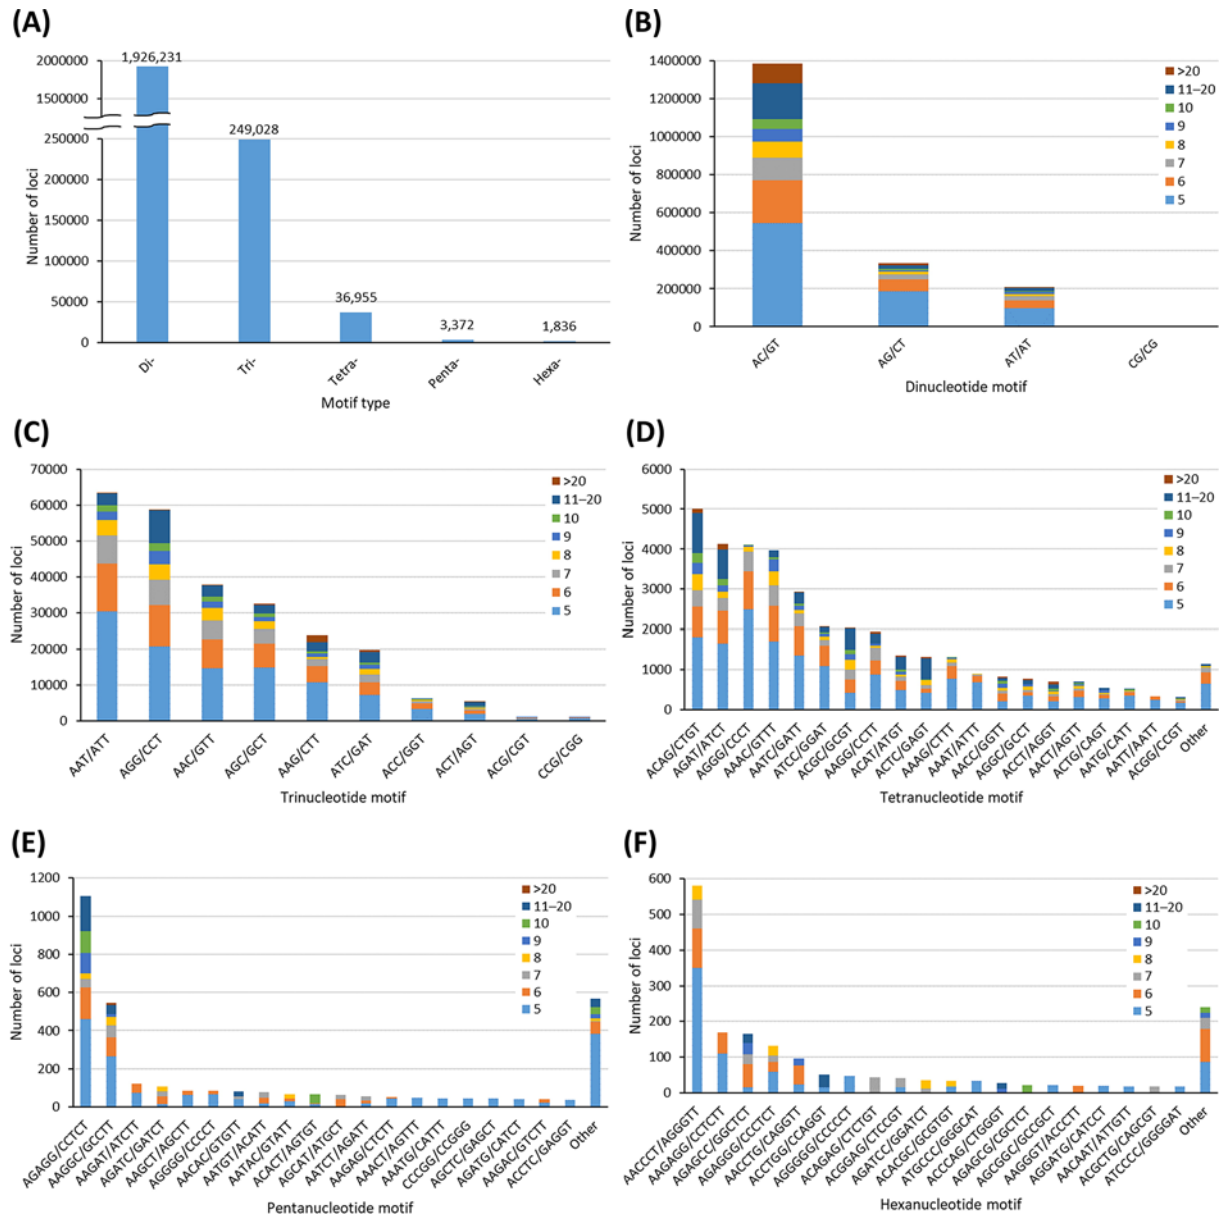 (A)
2000000
1500000
250000
200000
150000
100000
50000
0
Number of loci
1,926,231
249,028
36,955
3,372
1,836
Di-
Tri-
Tetra-
Penta-
Hexa-
Motif type
(B)
1400000
1200000
1000000
800000
600000
400000
200000
0
Number of loci
>20
11–20
10
9
8
7
6
5
AC/GT
AG/CT
AT/AT
CG/CG
Dinucleotide motif
(C)
70000
60000
50000
40000
30000
20000
10000
0
Number of loci
>20
11–20
10
9
8
7
6
5
AAT/ATT
AGG/CCT
AAC/GTT
AGC/GCT
AAG/CTT
ATC/GAT
ACC/GGT
ACT/AGT
ACG/CGT
CCG/CGG
Trinucleotide motif
(D)
6000
5000
4000
3000
2000
1000
0
Number of loci
>20
11–20
10
9
8
7
6
5
ACAG/CTGT
AGAT/ATCT
AGGG/CCCT
AAAC/GTTT
AATC/GATT
ATCC/GGAT
ACGC/GCGT
AAGG/CCTT
ACAT/ATGT
ACTC/GAGT
AAAG/CTTT
AAAT/ATTT
AACC/GGTT
AGGC/GCCT
ACCT/AGGT
AACT/AGTT
ACTG/CAGT
AATG/CATT
AATT/AATT
ACGG/CCGT
Other
Tetranucleotide motif
(E)
1200
1000
800
600
400
200
0
Number of loci
>20
11–20
10
9
8
7
6
5
AGAGG/CCTCT
AAGGC/GCCTT
AGAAT/ATCTT
AGATC/GATCT
AAGCT/AGCTT
AGGGG/CCCCT
AACAC/GTGTT
AATGT/ACATT
AATAC/GTATT
ACACT/AGTGT
AGCAT/ATGCT
AATCT/AGATT
AAGAG/CTCTT
AAACT/AGTTT
AAATG/CATTT
CCCGG/CCGGG
AGCTC/GAGCT
AGATG/CATCT
AAGAC/GTCTT
ACCTC/GAGGT
Other
Pentanucleotide motif
(F)
600
500
400
300
200
100
0
Number of loci
>20
11–20
10
9
8
7
6
5
AACCCT/AGGGTT
AAGAGG/CCTCTT
AGAGCC/GGCTCT
AGAGGG/CCCTCT
AACCTG/CAGGTT
ACCTGG/CCAGGT
AGGGGG/CCCCCT
ACAGAG/CTCTGT
ACGGAG/CTCCGT
AGATCC/GGATCT
ACACGC/GCGTGT
ATGCCC/GGGCAT
ACCCAG/CTGGGT
AGAGCG/CGCTCT
AGCGGC/GCCGCT
AAGGGT/ACCCTT
AGGATG/CATCCT
AACAAT/ATTGTT
ACGCTG/CAGCGT
ATCCCC/GGGGAT
Other
Hexanucleotide motif